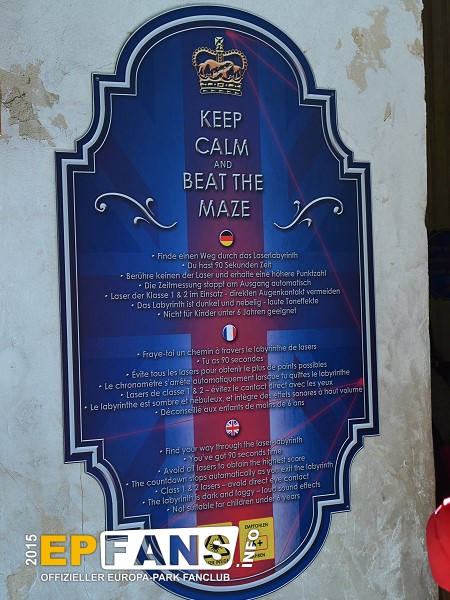 KEEP
CALM
AND
BEAT THE
MAZE
• Finde einen Weg durch das Laserlabyrinth
• Du hast 90 Sekunden Zeit
• Berühre keinen der Laser und erhalte eine höhere Punktzahl
• Die Zeitmessung stoppt am Ausgang automatisch
• Laser der Klasse 1 & 2 im Einsatz - direkten Augenkontakt vermeiden
• Das Labyrinth ist dunkel und nebelig - laute Toneffekte
• Nicht für Kinder unter 6 Jahren geeignet
• Fraye-toi un chemin à travers le labyrinthe de lasers
• Tu as 90 secondes
• Évite tous les lasers pour obtenir le plus de points possibles
• Le chronomètre s'arrête automatiquement lorsque tu quittes le labyrinthe
• Lasers de classe 1 & 2 – évitez le contact direct avec les yeux
• Le labyrinthe est sombre et nébuleux, et intègre des effets sonores à haut volume
• Déconseillé aux enfants de moins de 6 ans
• Find your way through the laser-labyrinth
• You've got 90 seconds time
• Avoid all lasers to obtain the highest score
• The countdown stops automatically as you exit the labyrinth
• Class 1 & 2 lasers – avoid direct eye contact
• The labyrinth is dark and foggy – loud sound effects
• Not suitable for children under 6 years
EMPFOHLEN
2015 EPFANS.INFO
OFFIZIELLER EUROPA-PARK FANCLUB